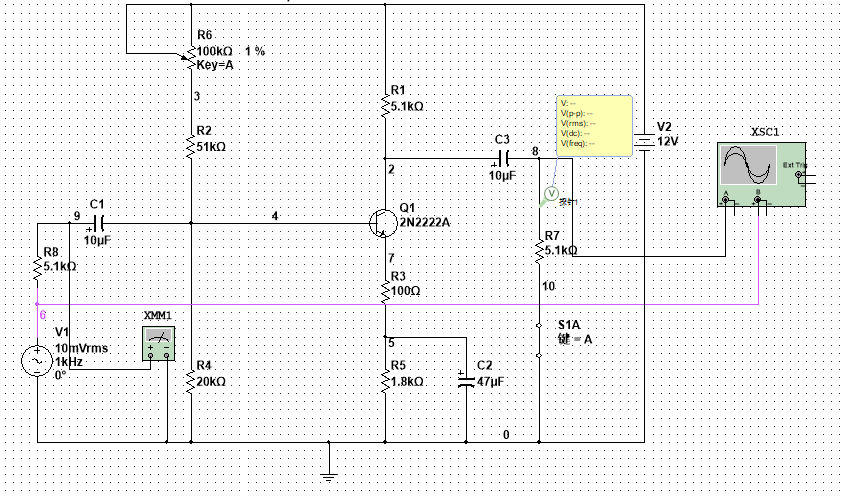 R6
100kΩ 1 %
Key=A
3
R2
51kΩ
R1
5.1kΩ
2
C3
10µF
8
V: --
V(p-p): --
V(rms): --
V(dc): --
V(freq): --
V2
12V
XSC1
Ext Trig
A
B
V
探针1
C1
9
10µF
4
Q1
2N2222A
7
R3
100Ω
R7
5.1kΩ
10
R8
5.1kΩ
6
V1
10mVrms
1kHz
0°
XMM1
5
S1A
键 = A
R4
20kΩ
R5
1.8kΩ
C2
47µF
0